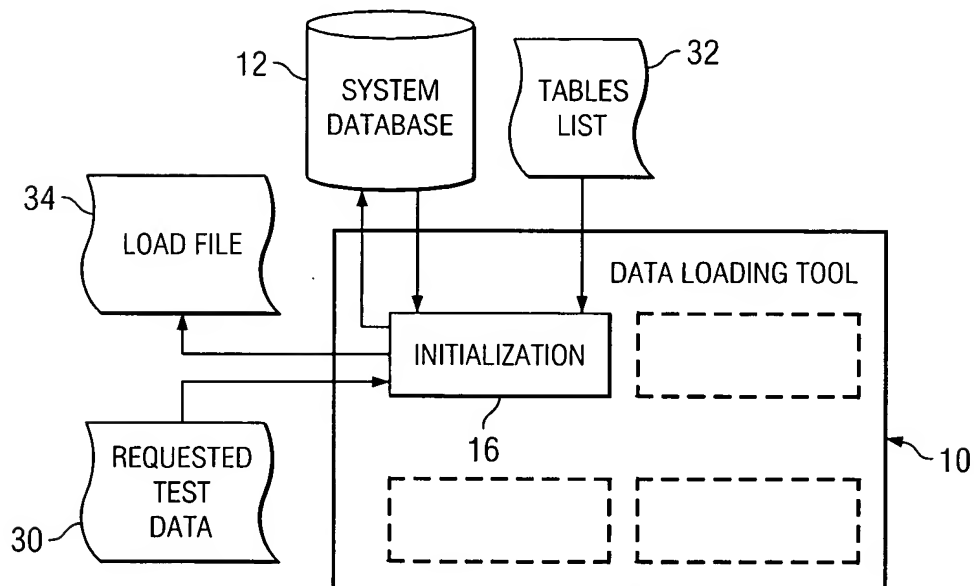 12
SYSTEM
DATABASE
TABLES
LIST
32
34
LOAD FILE
DATA LOADING TOOL
INITIALIZATION
16
REQUESTED
TEST
DATA
30
10